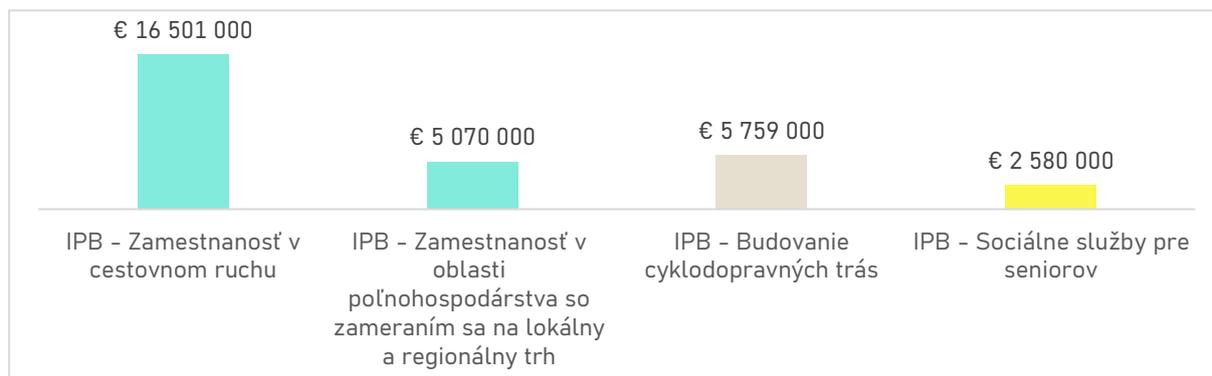 € 16 501 000
€ 5 070 000
€ 5 759 000
€ 2 580 000
IPB - Zamestnanosť v
cestovnom ruchu
IPB - Zamestnanosť v
oblasti
poľnohospodárstva so
zameraním sa na lokálny
a regionálny trh
IPB - Budovanie
cyklodopravných trás
IPB - Sociálne služby pre
seniorov